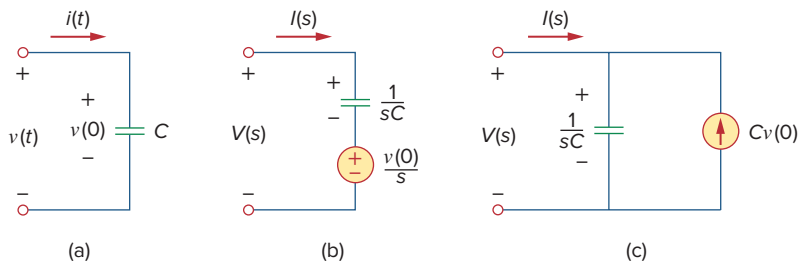 i(t)
+
v(t)
−
+
v(0)
−
C
(a)
I(s)
+
V(s)
−
+
−
1
sC
+
−
v(0)
s
(b)
I(s)
+
V(s)
−
1
sC
+
−
Cv(0)
(c)